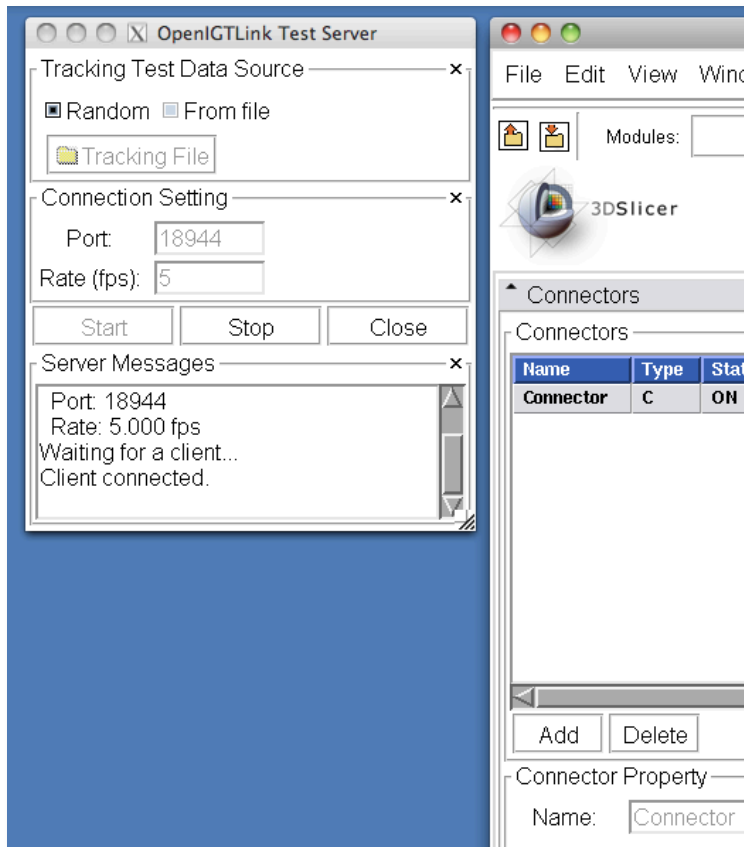 OpenIGTLink Test Server
Tracking Test Data Source
Random From file
Tracking File
Connection Setting
Port: 18944
Rate (fps): 5
Start Stop Close
Server Messages
Port: 18944
Rate: 5.000 fps
Waiting for a client...
Client connected.
File Edit View Wind
Modules:
3DSlicer
Connectors
Connectors
Name Type Stat
Connector C ON
Add Delete
Connector Property
Name: Connector